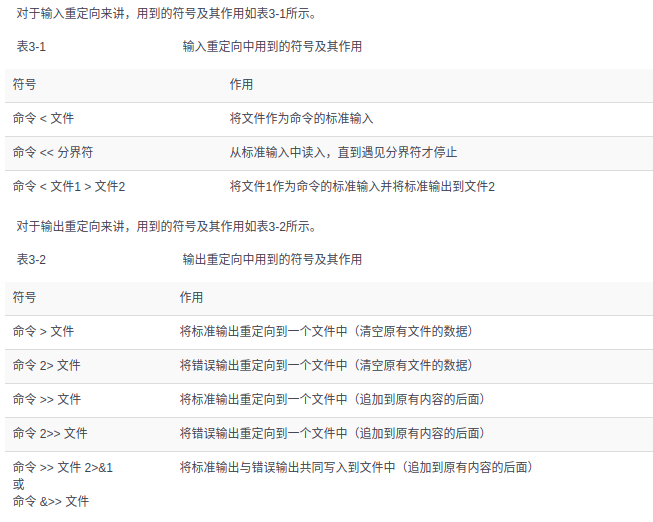 对于输入重定向来讲，用到的符号及其作用如表3-1所示。
表3-1 输入重定向中用到的符号及其作用
符号 作用
命令 < 文件 将文件作为命令的标准输入
命令 << 分界符 从标准输入中读入，直到遇见分界符才停止
命令 < 文件1 > 文件2 将文件1作为命令的标准输入并将标准输出到文件2
对于输出重定向来讲，用到的符号及其作用如表3-2所示。
表3-2 输出重定向中用到的符号及其作用
符号 作用
命令 > 文件 将标准输出重定向到一个文件中（清空原有文件的数据）
命令 2> 文件 将错误输出重定向到一个文件中（清空原有文件的数据）
命令 >> 文件 将标准输出重定向到一个文件中（追加到原有内容的后面）
命令 2>> 文件 将错误输出重定向到一个文件中（追加到原有内容的后面）
命令 >> 文件 2>&1 将标准输出与错误输出共同写入到文件中（追加到原有内容的后面）
或
命令 &>> 文件